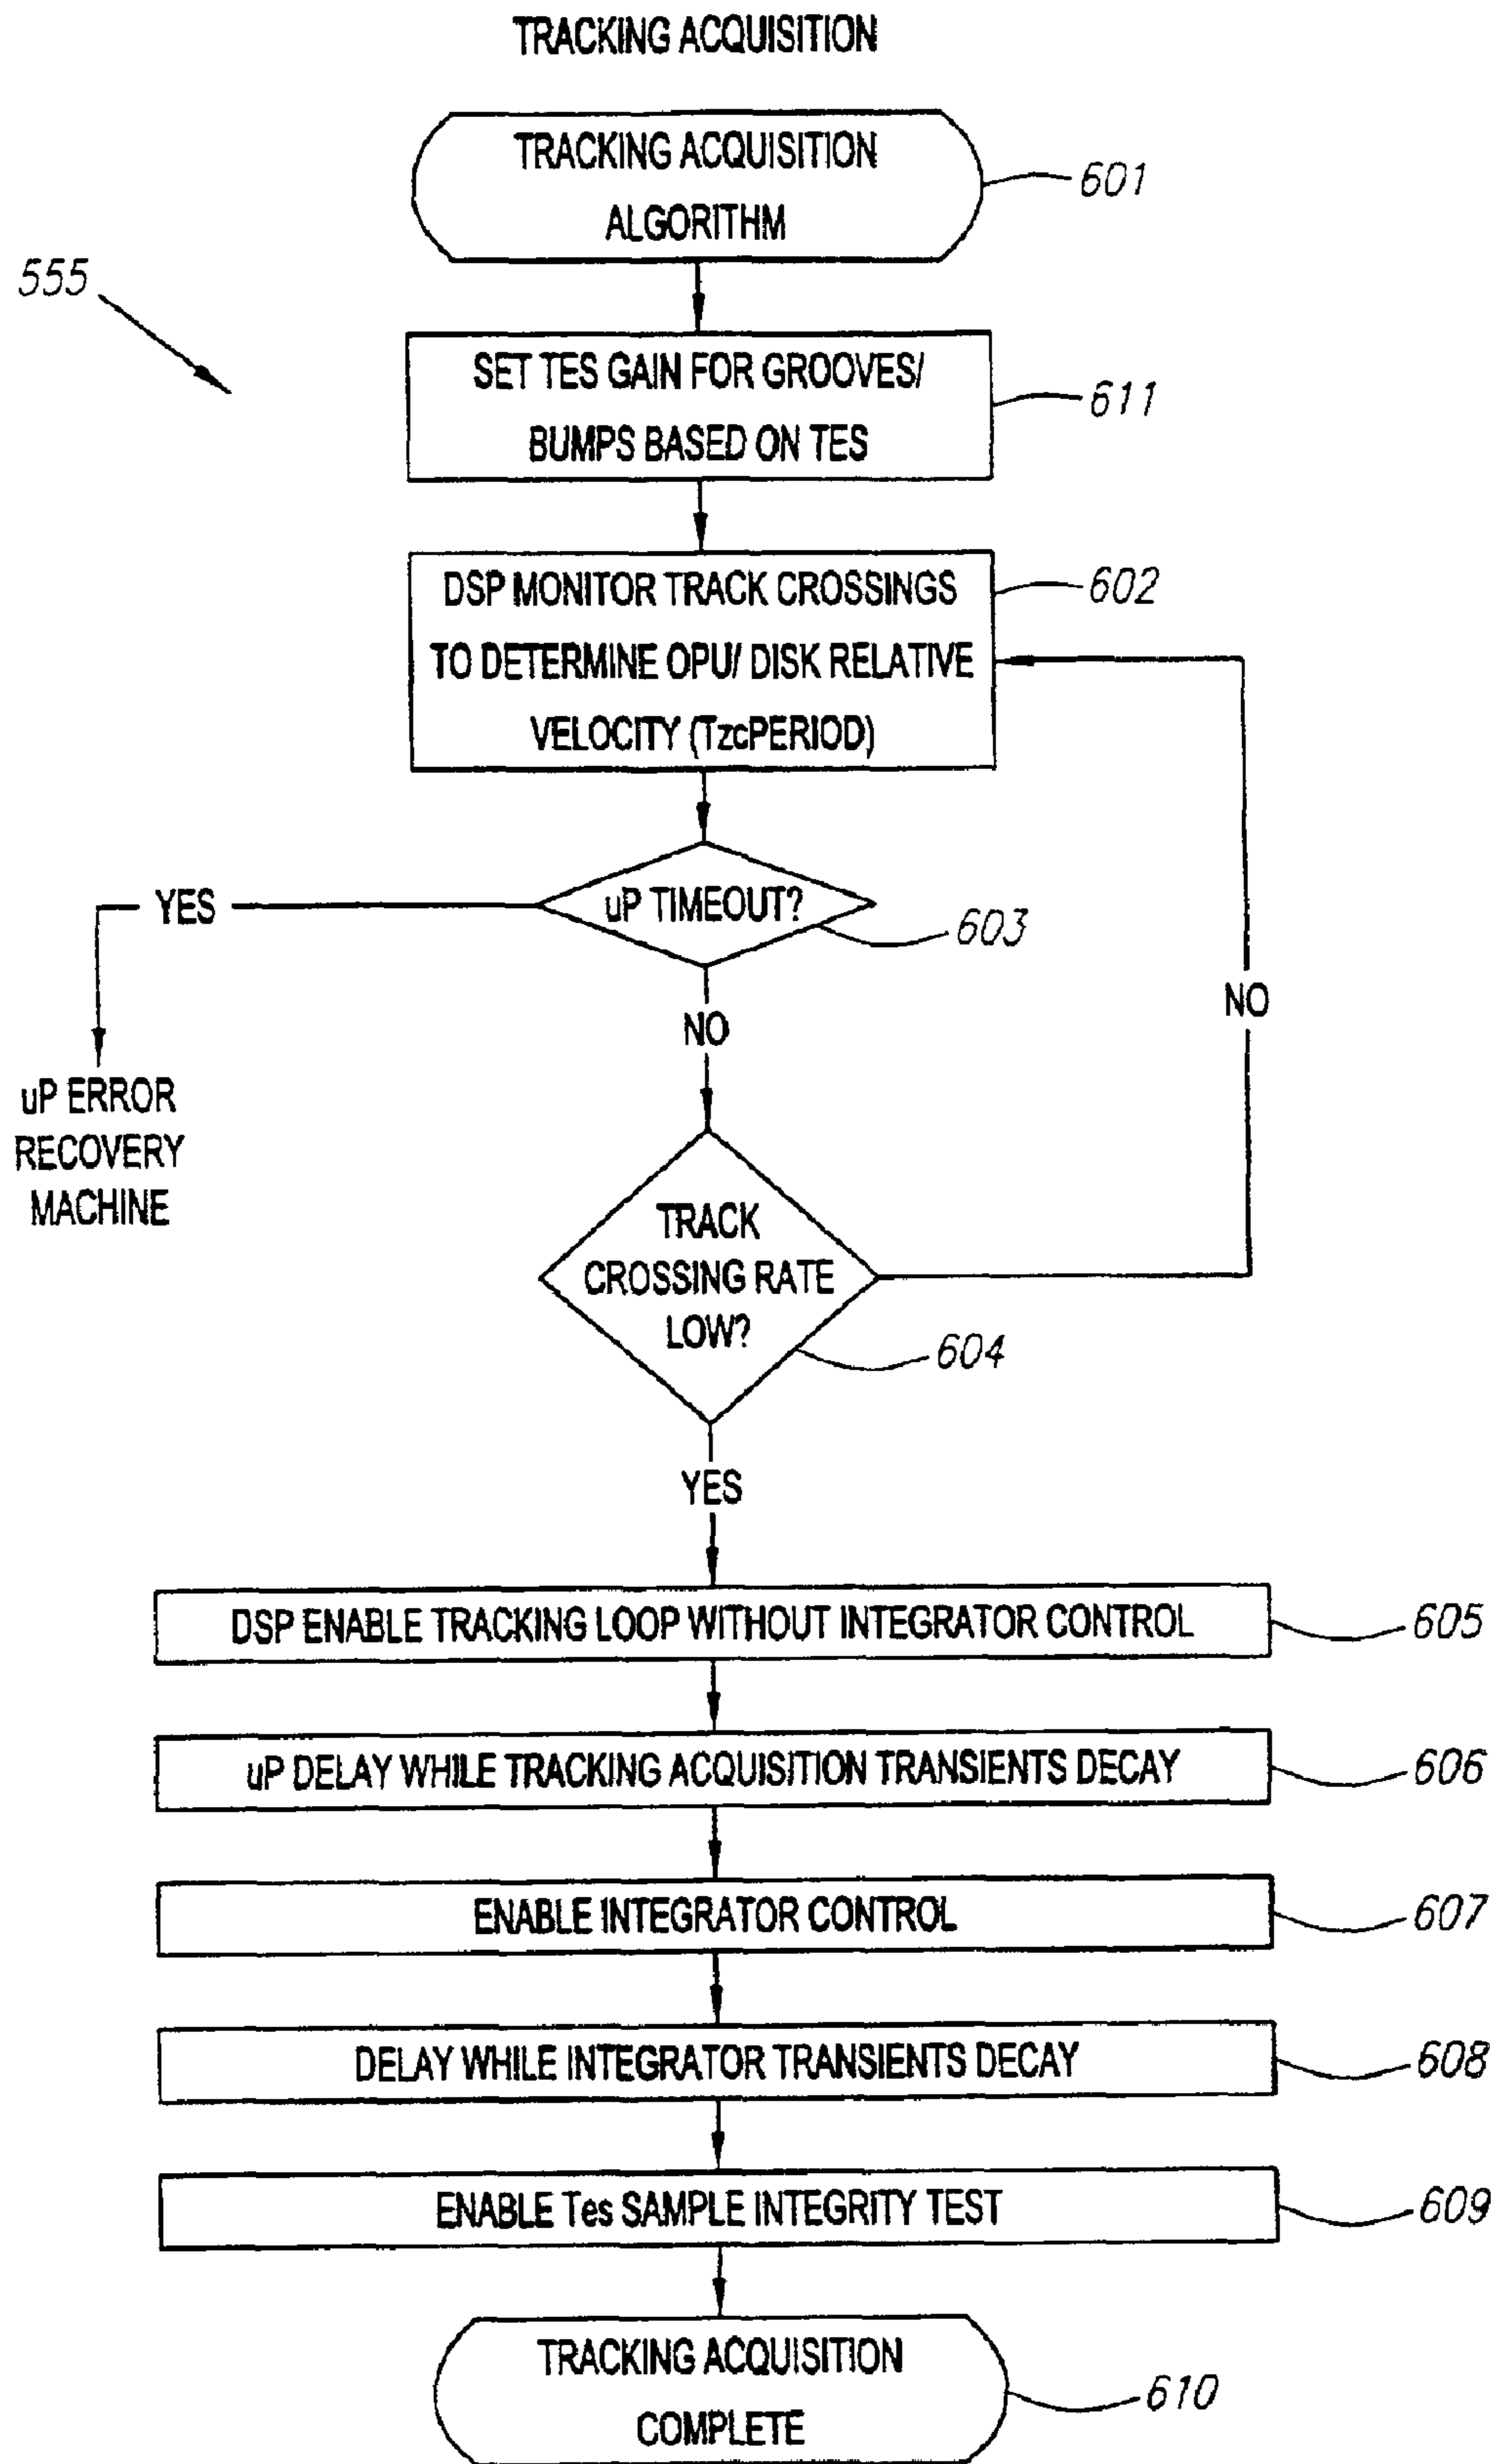 TRACKING ACQUISITION
TRACKING ACQUISITION
ALGORITHM
601
555
SET TES GAIN FOR GROOVES/
BUMPS BASED ON TES
611
DSP MONITOR TRACK CROSSINGS
TO DETERMINE OPU/ DISK RELATIVE
VELOCITY (TzcPERIOD)
602
uP TIMEOUT?
603
YES
uP ERROR
RECOVERY
MACHINE
NO
NO
TRACK
CROSSING RATE
LOW?
604
YES
DSP ENABLE TRACKING LOOP WITHOUT INTEGRATOR CONTROL
605
uP DELAY WHILE TRACKING ACQUISITION TRANSIENTS DECAY
606
ENABLE INTEGRATOR CONTROL
607
DELAY WHILE INTEGRATOR TRANSIENTS DECAY
608
ENABLE Tes SAMPLE INTEGRITY TEST
609
TRACKING ACQUISITION
COMPLETE
610